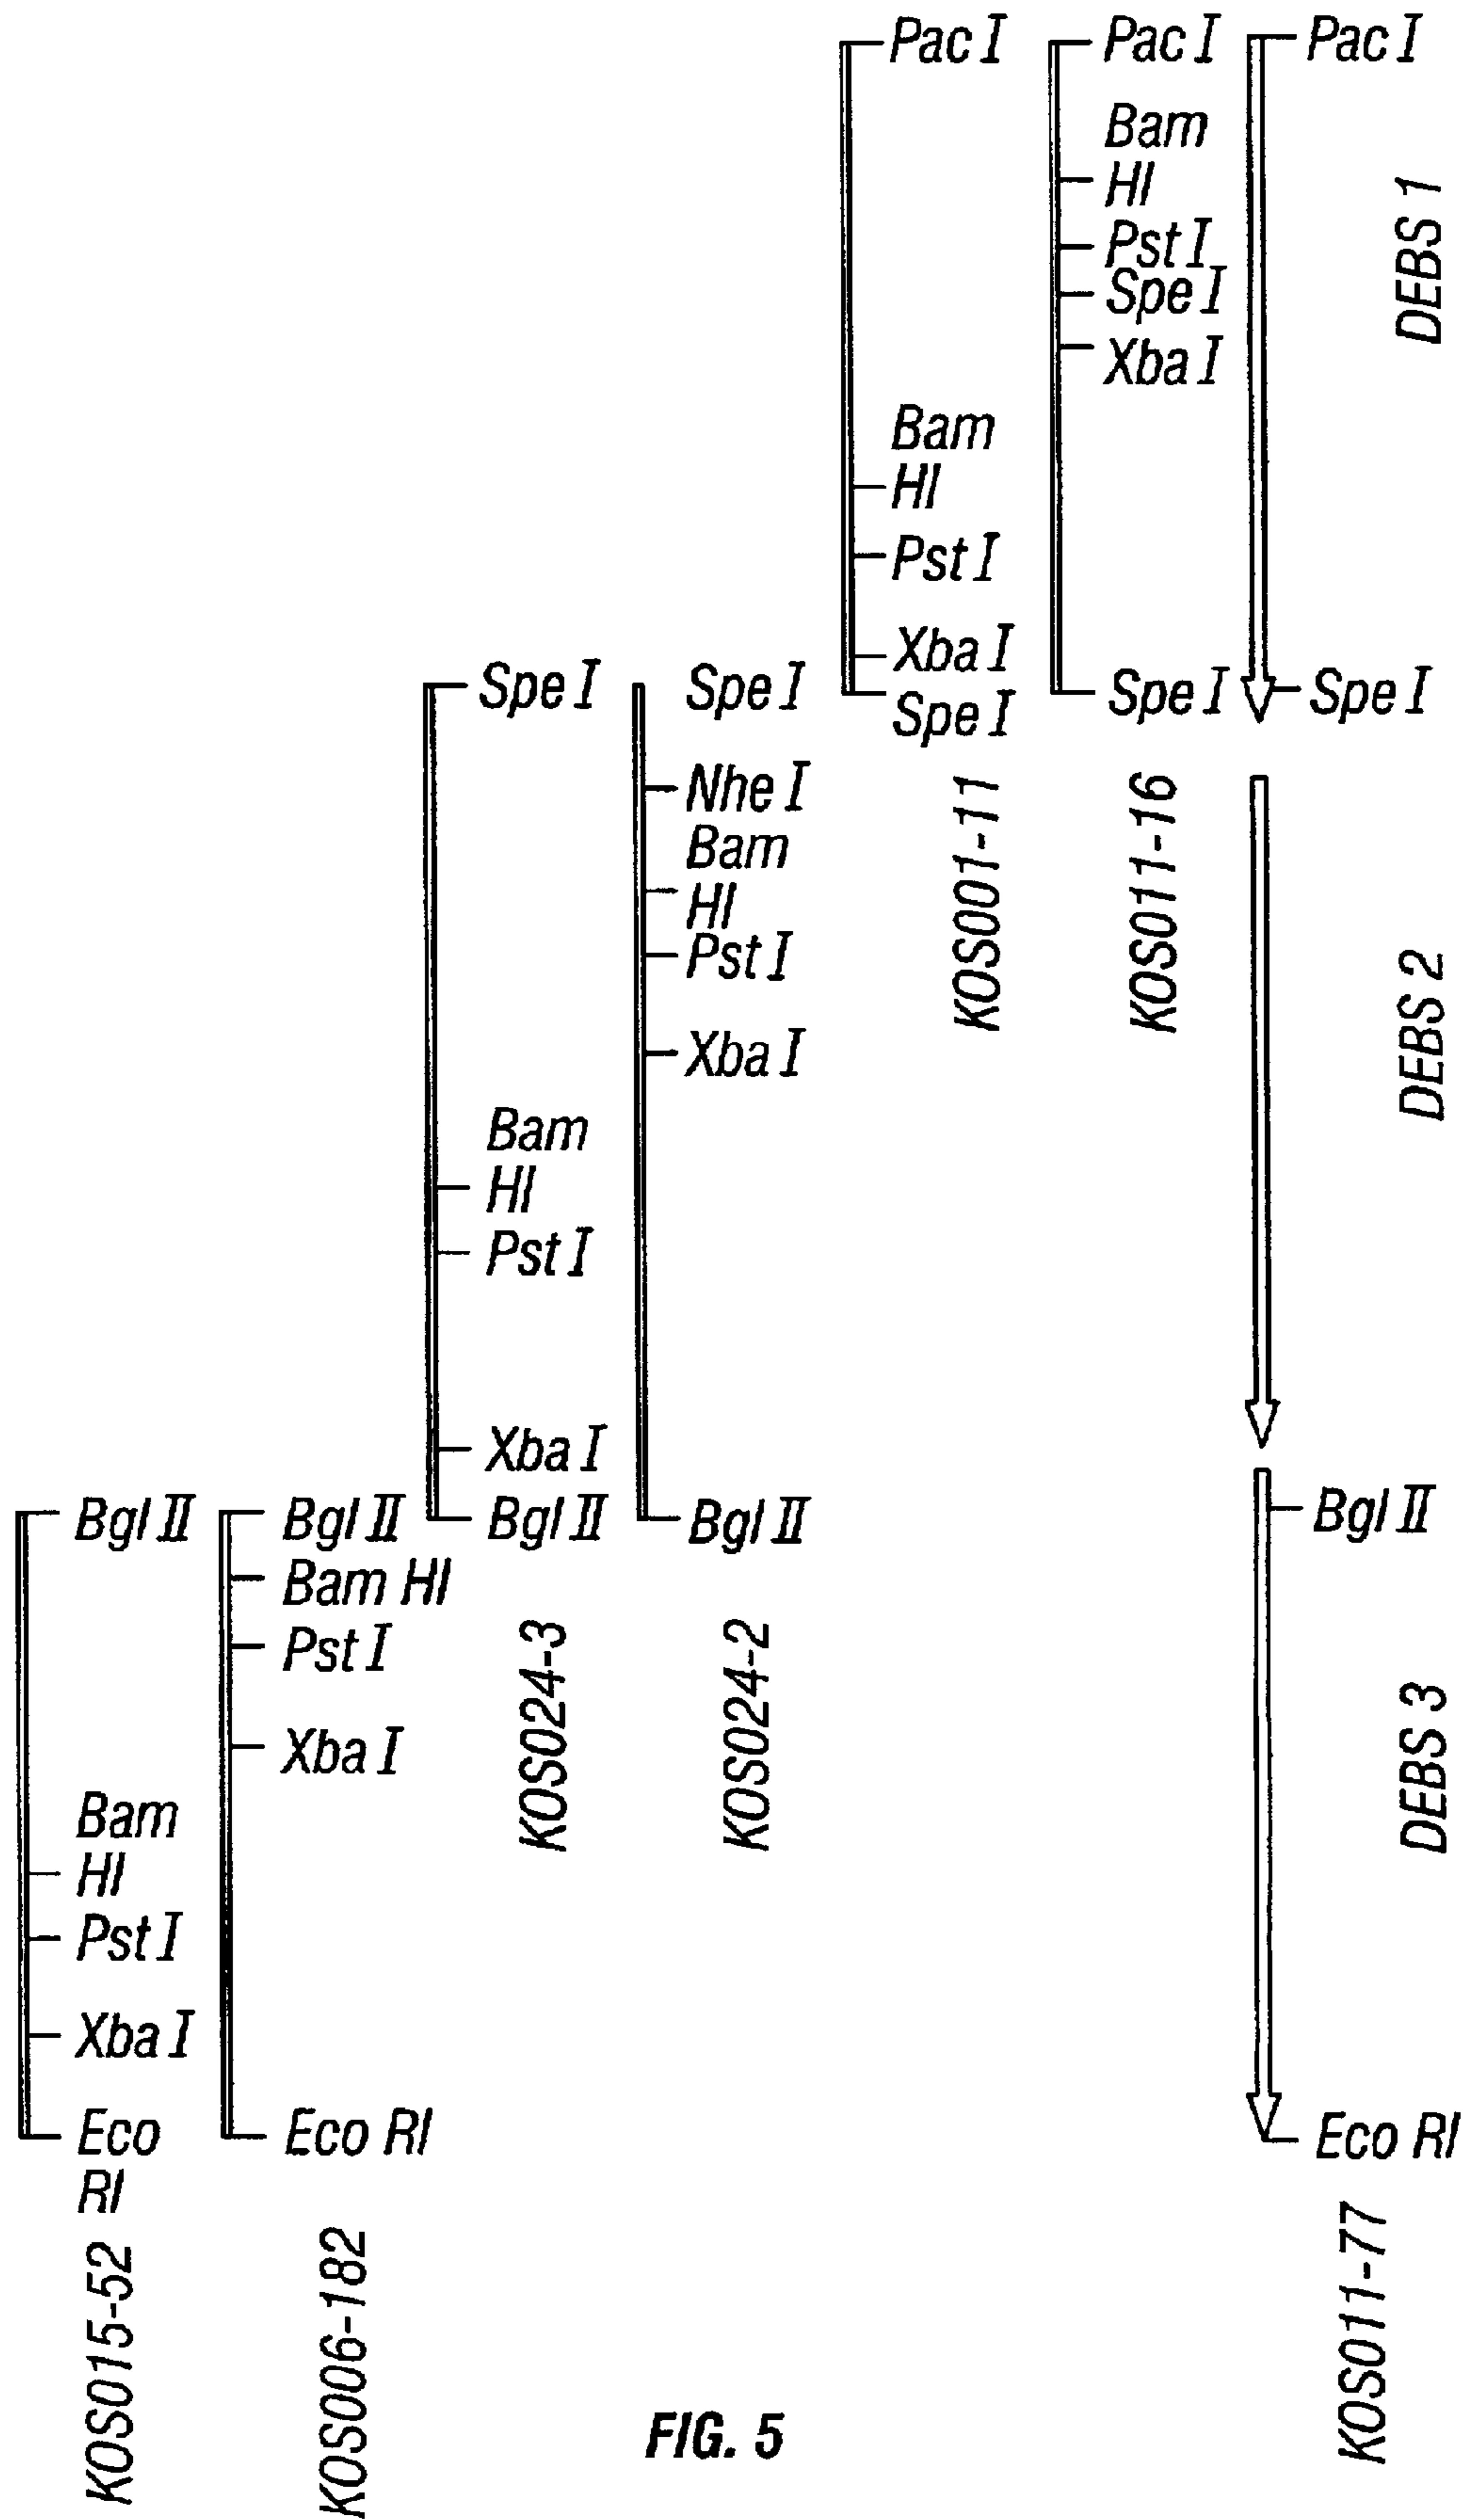 Pac I
Pac I
Pac I
Bam
HI
Pst I
Spe I
Xba I
DEBS 1
Bam
HI
Pst I
Xba I
Spe I
Spe I
Spe I
KOS001-11
KOS011-16
Spe I
Spe I
Nhe I
Bam
HI
Pst I
Xba I
DEBS 2
Bam
HI
Pst I
Xba I
Bgl II
Bgl II
KOS024-3
KOS024-2
Bgl II
Bgl II
Bam HI
Pst I
Xba I
Bgl II
DEBS 3
Bam
HI
Pst I
Xba I
Eco
RI
Eco RI
Eco RI
KOS015-52
KOS006-182
KOS011-77
FIG. 5